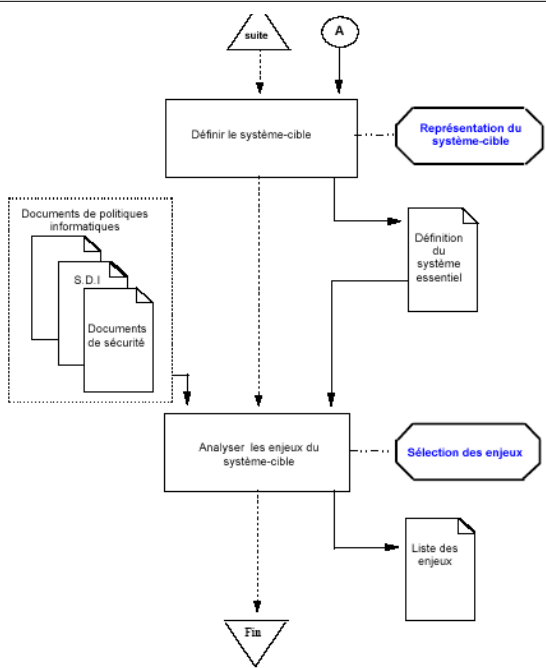 suite
A
Définir le système-cible
Représentation du
système-cible
Documents de politiques
informatiques
S.D.I
Documents
de sécurité
Définition
du
système
essentiel
Analyser les enjeux du
système-cible
Sélection des enjeux
Liste des
enjeux
Fin